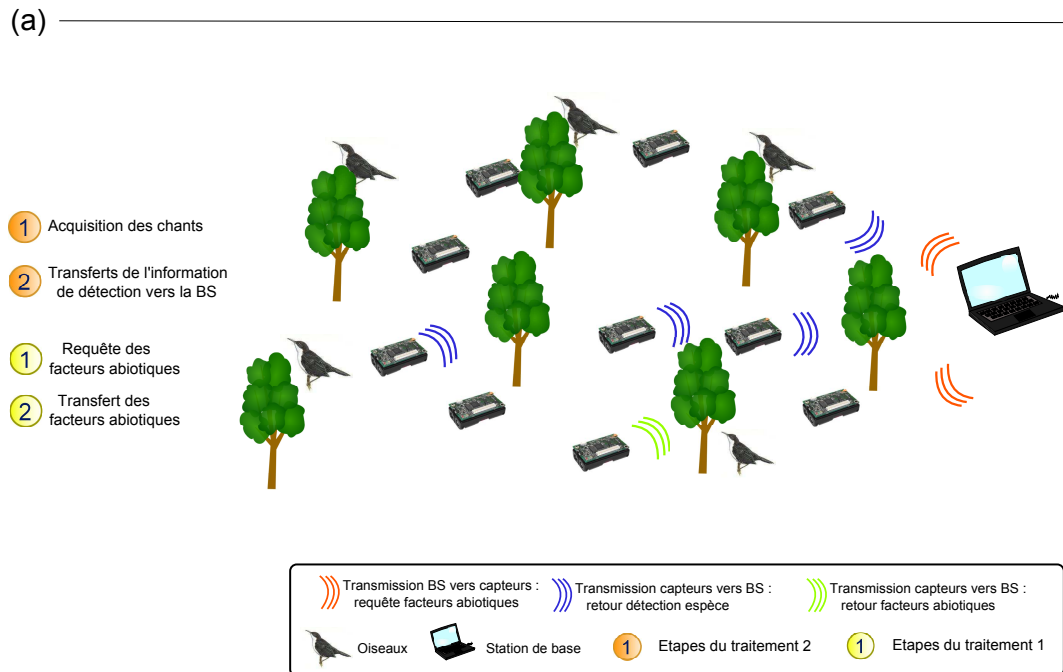 (a)
1 Acquisition des chants
2 Transferts de l'information
de détection vers la BS
1 Requête des
facteurs abiotiques
2 Transfert des
facteurs abiotiques
Transmission BS vers capteurs :
requête facteurs abiotiques
Transmission capteurs vers BS :
retour détection espèce
Transmission capteurs vers BS :
retour facteurs abiotiques
Oiseaux
Station de base
1 Etapes du traitement 2
1 Etapes du traitement 1